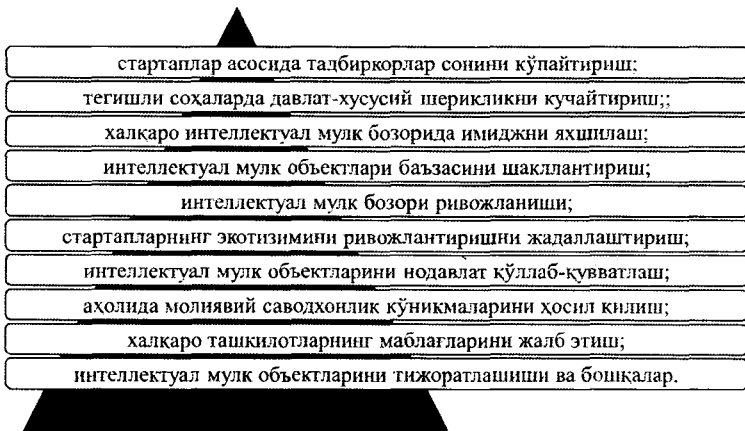 стартаплар асосида тадбиркорлар сонини кўпайтириш;
тегишли соҳаларда давлат-хусусий шерикликни кучайтириш;;
халқаро интеллектуал мулк бозорида имиджни яхшилаш;
интеллектуал мулк объектлари баъзасини шакллантириш;
интеллектуал мулк бозори ривожланиши;
стартапларнинг экотизимини ривожлантиришни жадаллаштириш;
интеллектуал мулк объектларини нодавлат қўллаб-қувватлаш;
аҳолида молиявий саводхонлик кўникмаларини ҳосил қилиш;
халқаро ташкилотларнинг маблағларини жалб этиш;
интеллектуал мулк объектларини тижоратлашиши ва бошқалар.